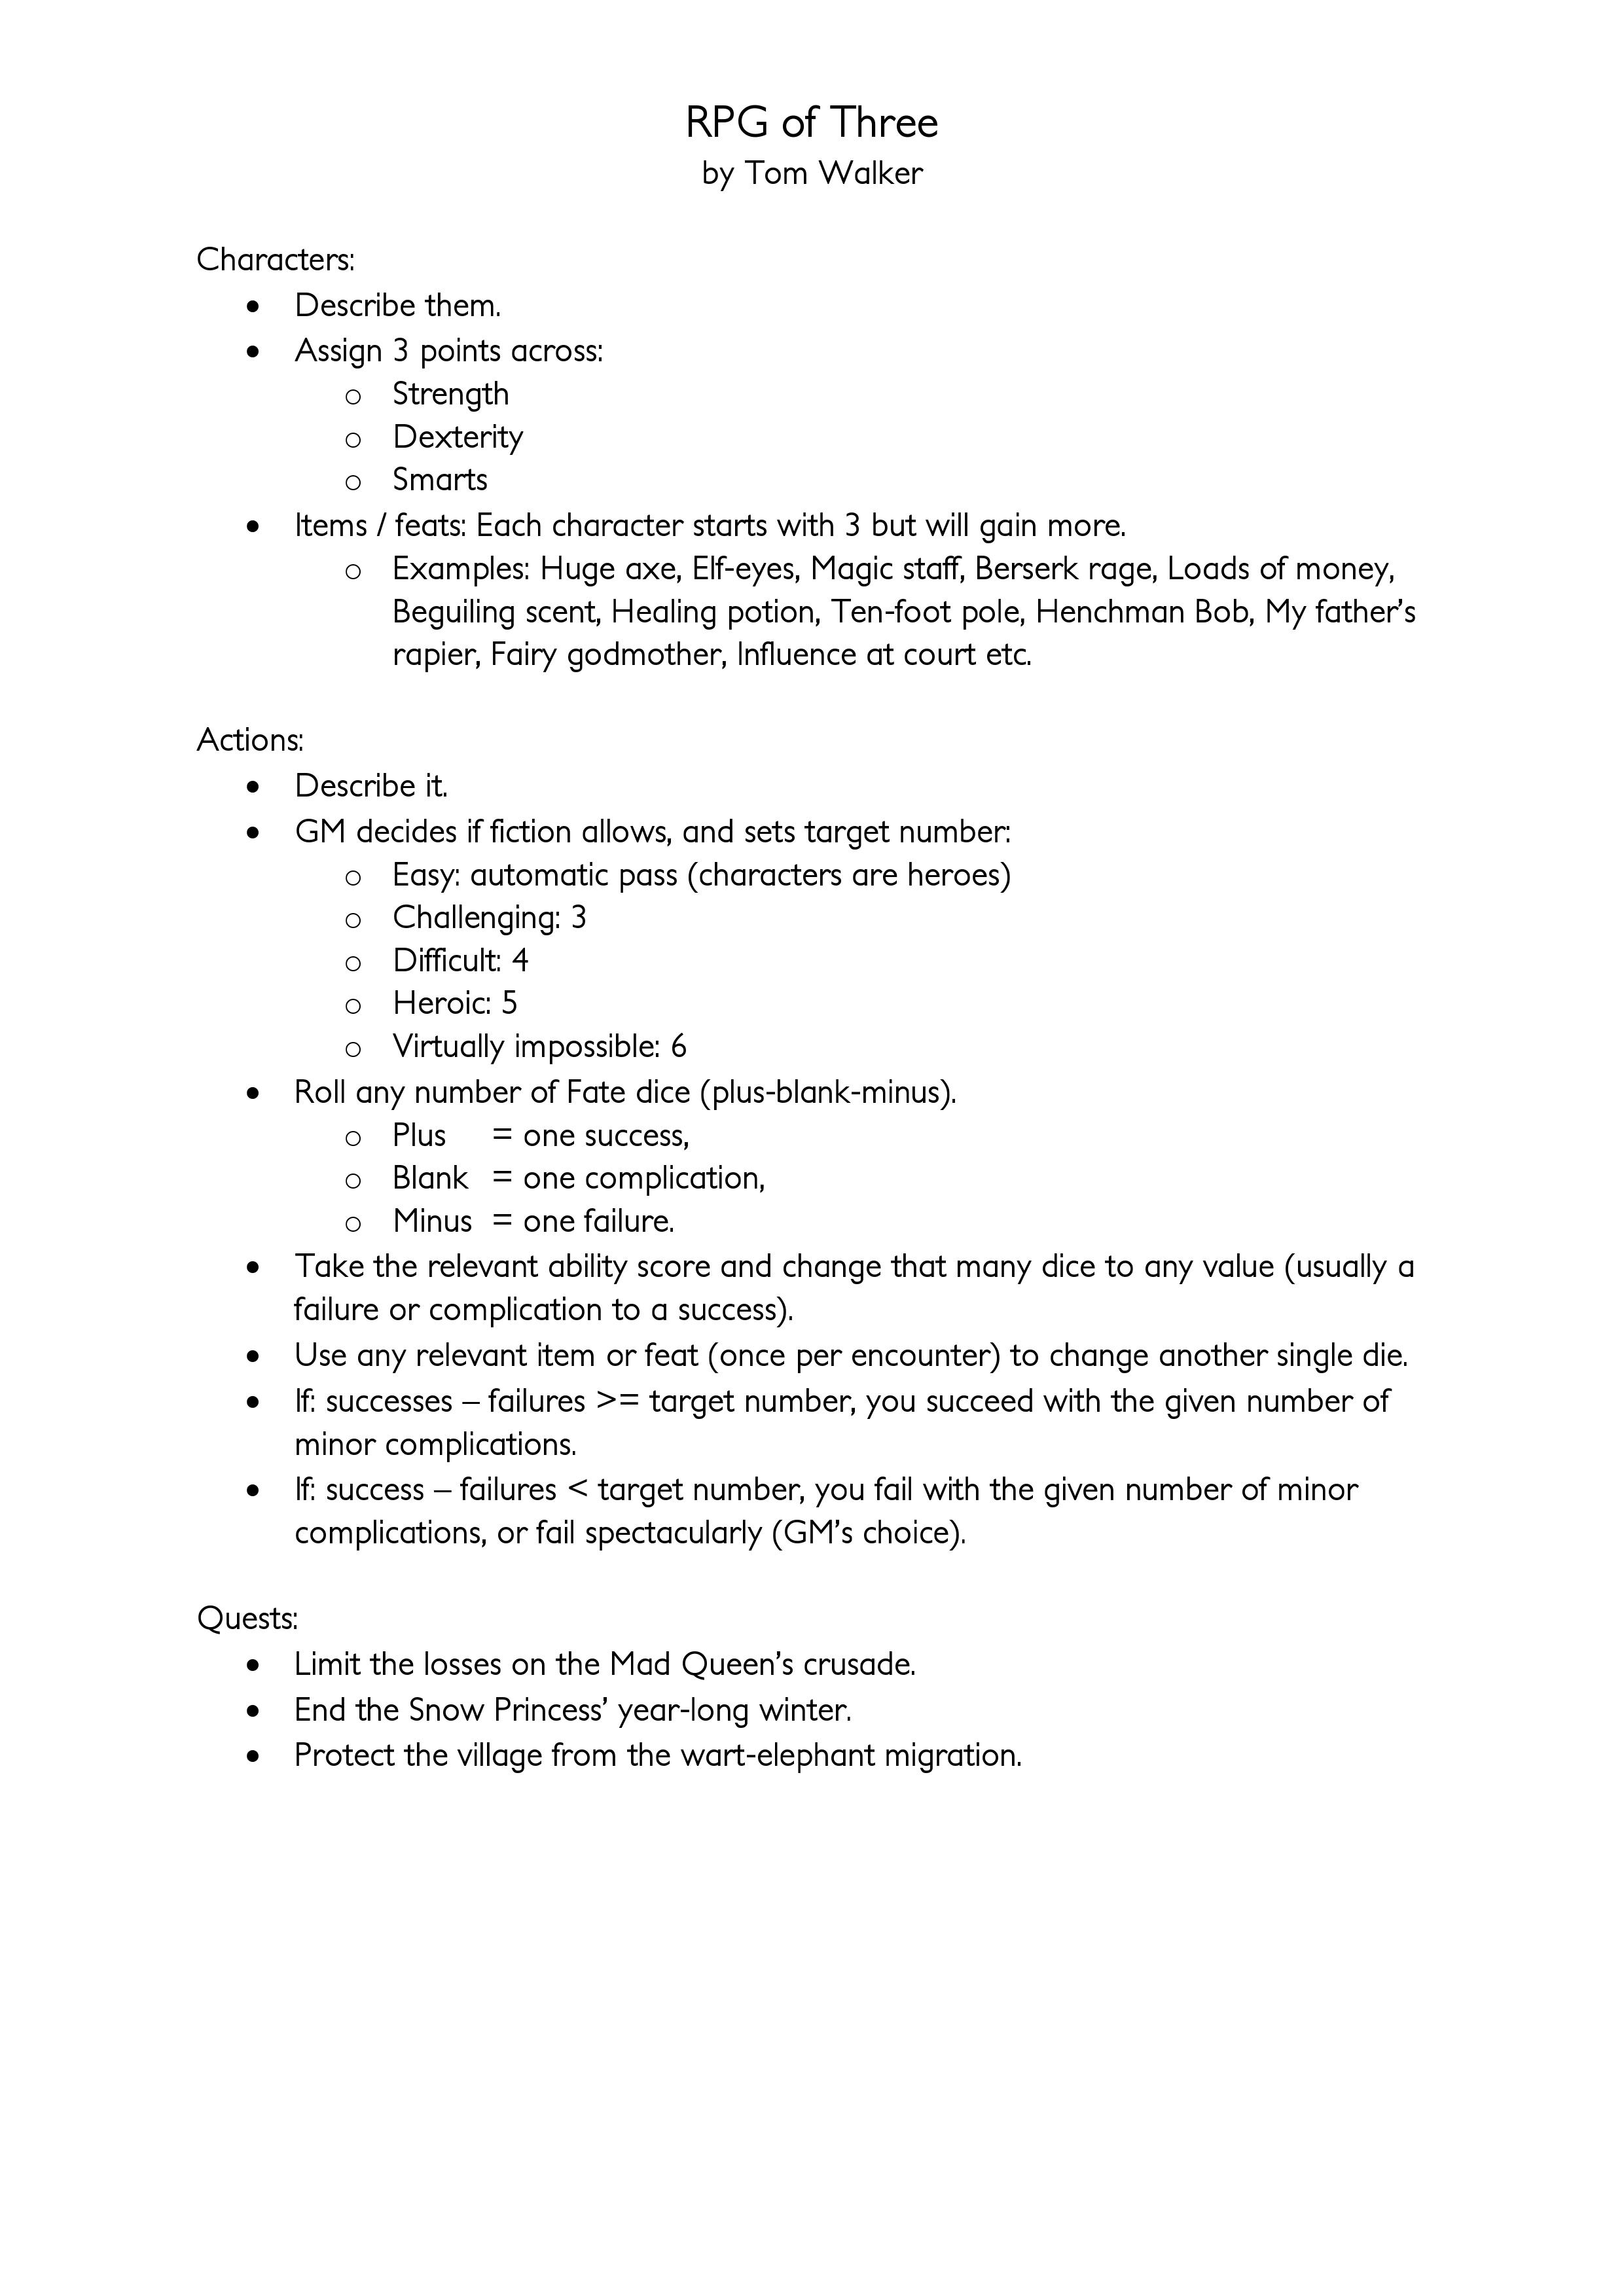 RPG of Three
by Tom Walker
Characters:
• Describe them.
• Assign 3 points across:
o Strength
o Dexterity
o Smarts
• Items / feats: Each character starts with 3 but will gain more.
o Examples: Huge axe, Elf-eyes, Magic staff, Berserk rage, Loads of money,
Beguiling scent, Healing potion, Ten-foot pole, Henchman Bob, My father’s
rapier, Fairy godmother, Influence at court etc.
Actions:
• Describe it.
• GM decides if fiction allows, and sets target number:
o Easy: automatic pass (characters are heroes)
o Challenging: 3
o Difficult: 4
o Heroic: 5
o Virtually impossible: 6
• Roll any number of Fate dice (plus-blank-minus).
o Plus = one success,
o Blank = one complication,
o Minus = one failure.
• Take the relevant ability score and change that many dice to any value (usually a
failure or complication to a success).
• Use any relevant item or feat (once per encounter) to change another single die.
• If: successes – failures >= target number, you succeed with the given number of
minor complications.
• If: success – failures < target number, you fail with the given number of minor
complications, or fail spectacularly (GM’s choice).
Quests:
• Limit the losses on the Mad Queen’s crusade.
• End the Snow Princess’ year-long winter.
• Protect the village from the wart-elephant migration.